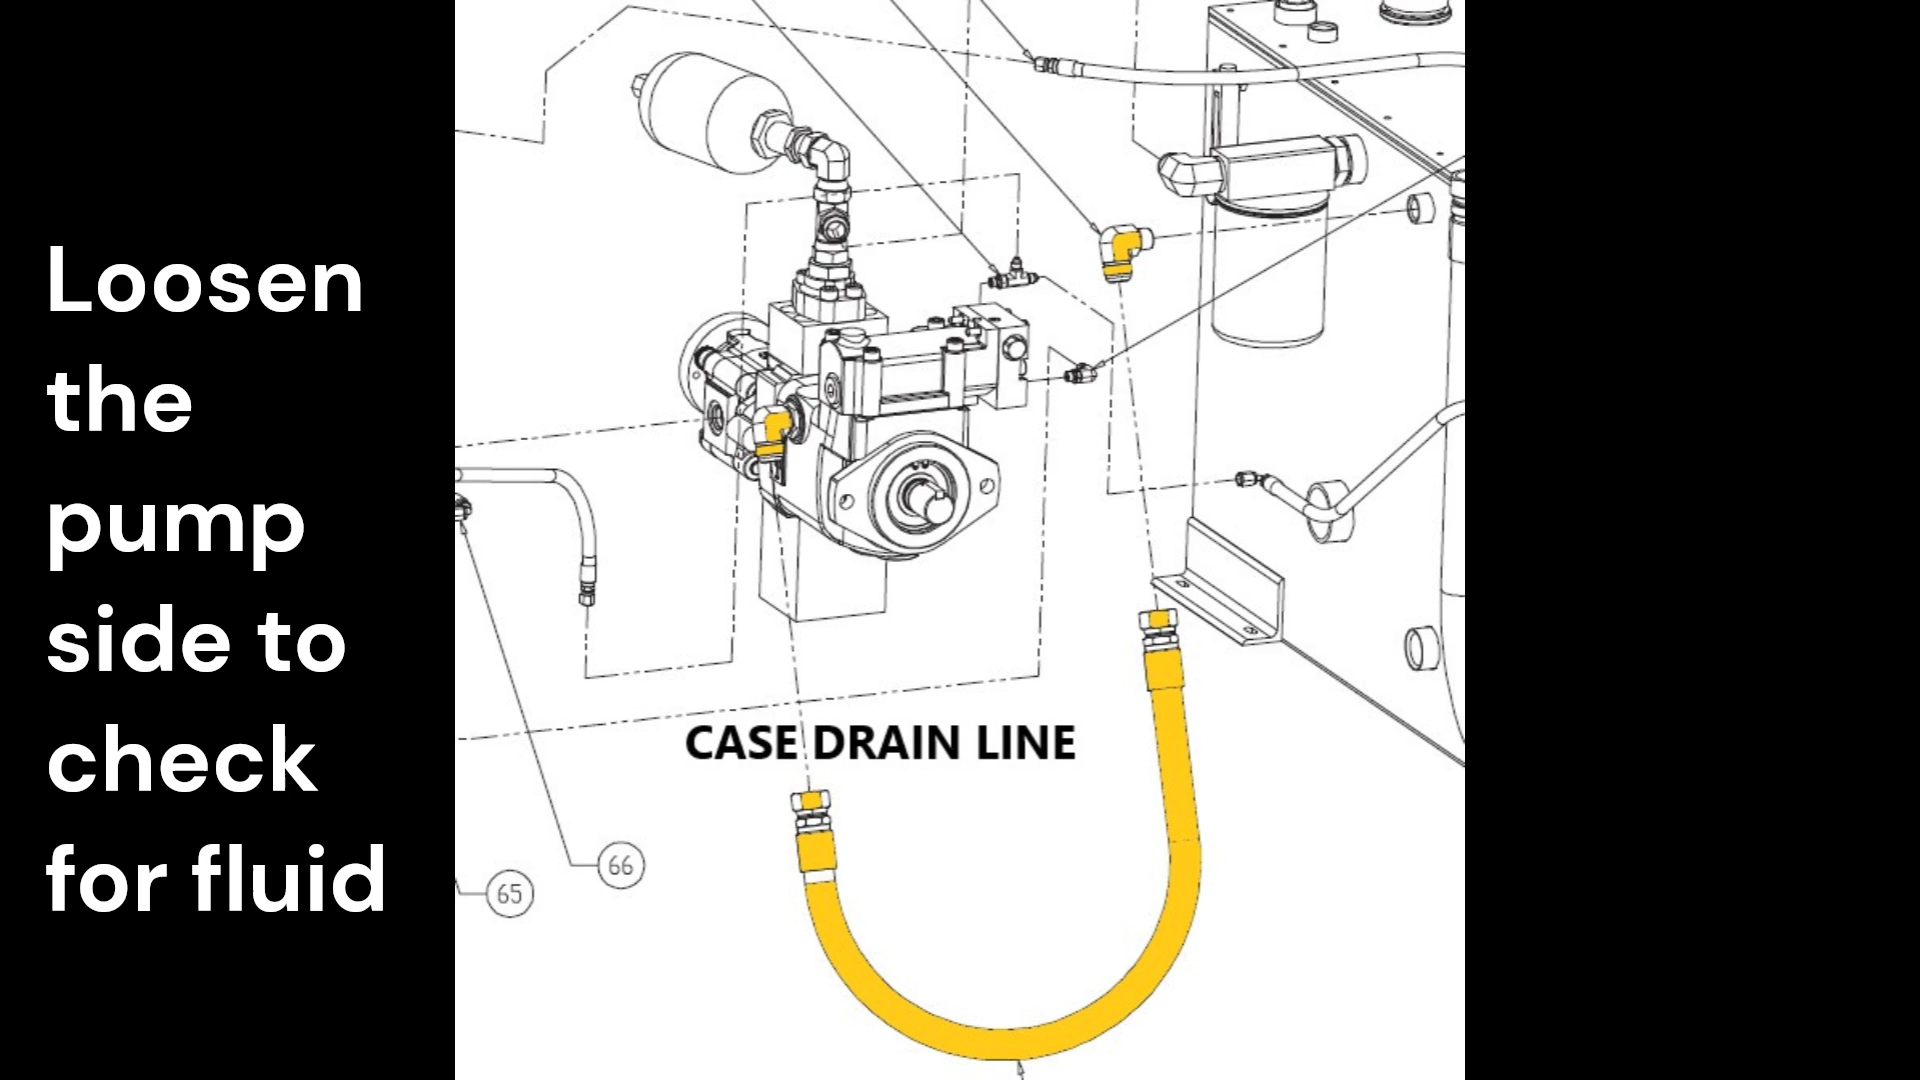 Loosen
the
pump
side to
check
for fluid
CASE DRAIN LINE
66
65